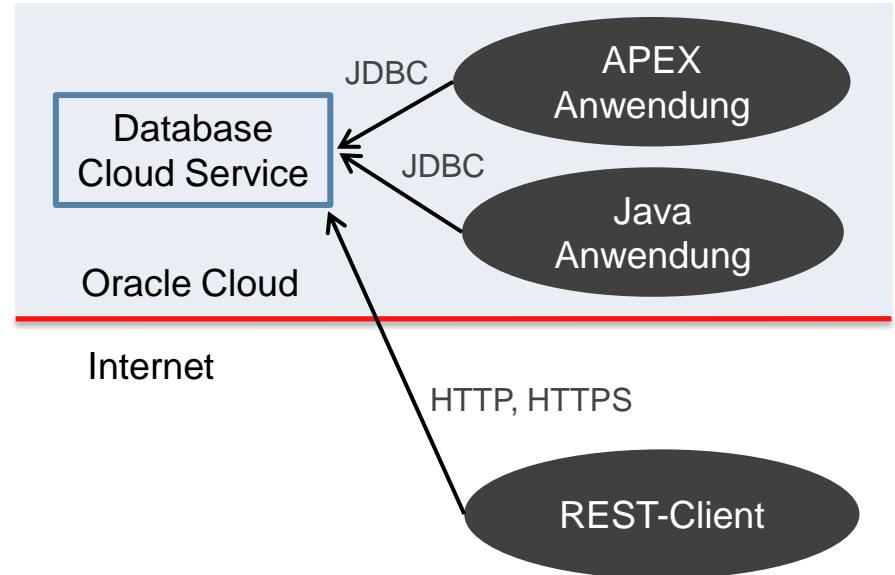 JDBC
APEX
Anwendung
Database
Cloud Service
JDBC
Java
Anwendung
Oracle Cloud
Internet
HTTP, HTTPS
REST-Client